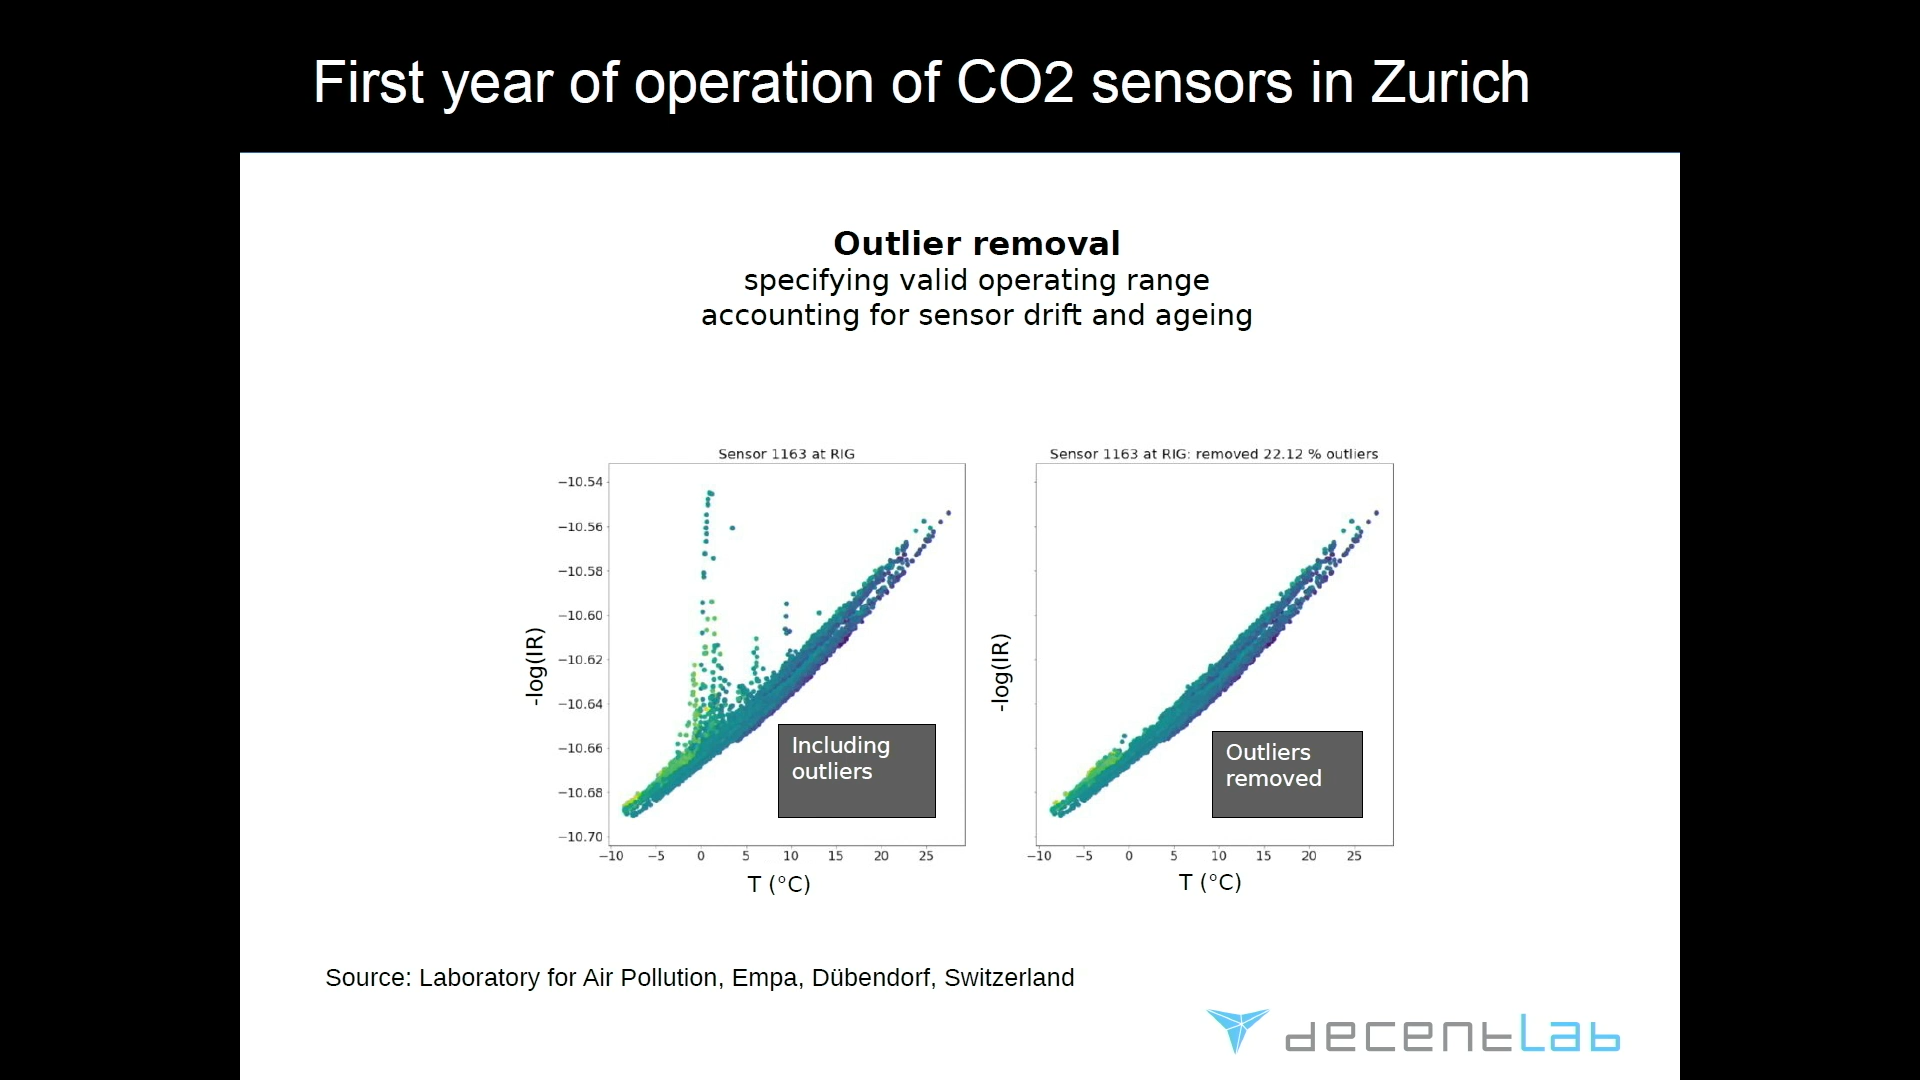 First year of operation of CO2 sensors in Zurich
Outlier removal
specifying valid operating range
accounting for sensor drift and ageing
Sensor 1163 at RIG
−10.54
−10.56
−10.58
−10.60
−10.62
−10.64
−10.66
−10.68
−10.70
-log(IR)
Including
outliers
−10 −5 0 5 10 15 20 25
T (°C)
Sensor 1163 at RIG: removed 22.12 % outliers
-log(IR)
Outliers
removed
−10 −5 0 5 10 15 20 25
T (°C)
Source: Laboratory for Air Pollution, Empa, Dübendorf, Switzerland
decentlab